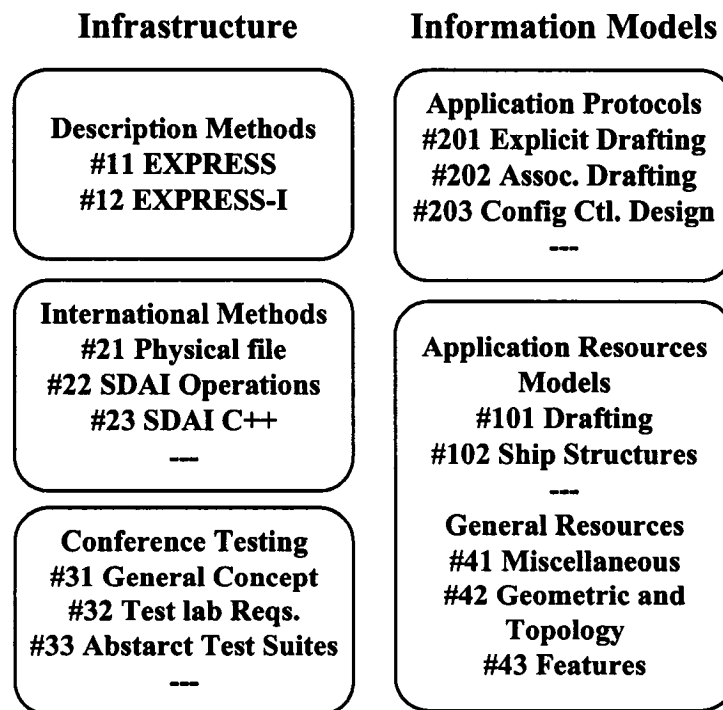 Infrastructure
Description Methods
#11 EXPRESS
#12 EXPRESS-I
International Methods
#21 Physical file
#22 SDAI Operations
#23 SDAI C++
---
Conference Testing
#31 General Concept
#32 Test lab Reqs.
#33 Abstarct Test Suites
---
Information Models
Application Protocols
#201 Explicit Drafting
#202 Assoc. Drafting
#203 Config Ctl. Design
---
Application Resources
Models
#101 Drafting
#102 Ship Structures
---
General Resources
#41 Miscellaneous
#42 Geometric and
Topology
#43 Features